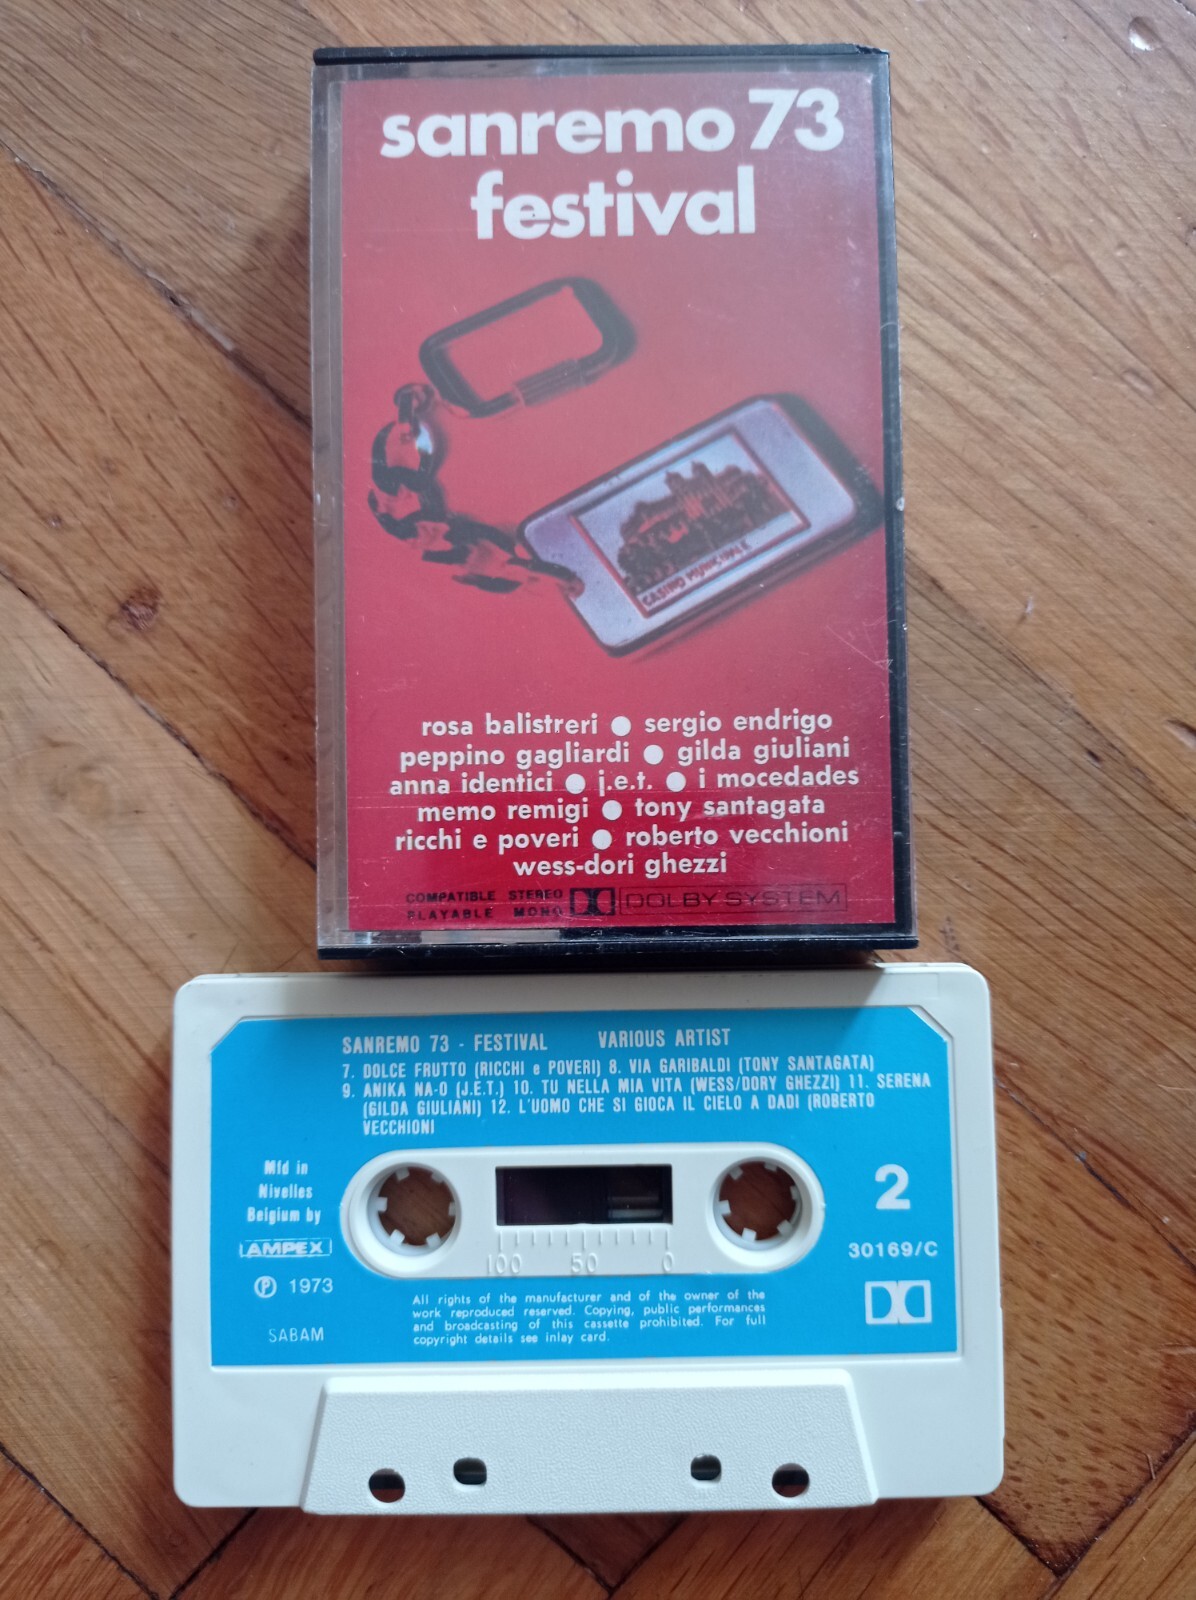 sanremo 73
festival
CASINO MUNICIPALE
rosa balistreri ● sergio endrigo
peppino gagliardi ● gilda giuliani
anna identici ● j.e.t. ● i mocedades
memo remigi ● tony santagata
ricchi e poveri ● roberto vecchioni
wess-dori ghezzi
COMPATIBLE STEREO
PLAYABLE MONO
DOLBY SYSTEM
SANREMO 73 - FESTIVAL VARIOUS ARTIST
7. DOLCE FRUTTO (RICCHI e POVERI) 8. VIA GARIBALDI (TONY SANTAGATA)
9. ANIKA NA-O (J.E.T.) 10. TU NELLA MIA VITA (WESS/DORY GHEZZI) 11. SERENA
(GILDA GIULIANI) 12. L'UOMO CHE SI GIOCA IL CIELO A DADI (ROBERTO
VECCHIONI
Mfd in
Nivelles
Belgium by
AMPEX
℗ 1973
SABAM
2
30169/C
100 50 0
All rights of the manufacturer and of the owner of the
work reproduced reserved. Copying, public performances
and broadcasting of this cassette prohibited. For full
copyright details see inlay card.